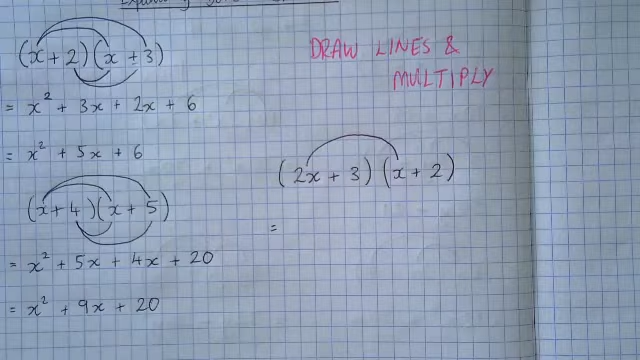 (x + 2)(x + 3)
= x² + 3x + 2x + 6
= x² + 5x + 6
(x + 4)(x + 5)
= x² + 5x + 4x + 20
= x² + 9x + 20
DRAW LINES &
MULTIPLY
(2x + 3)(x + 2)
=